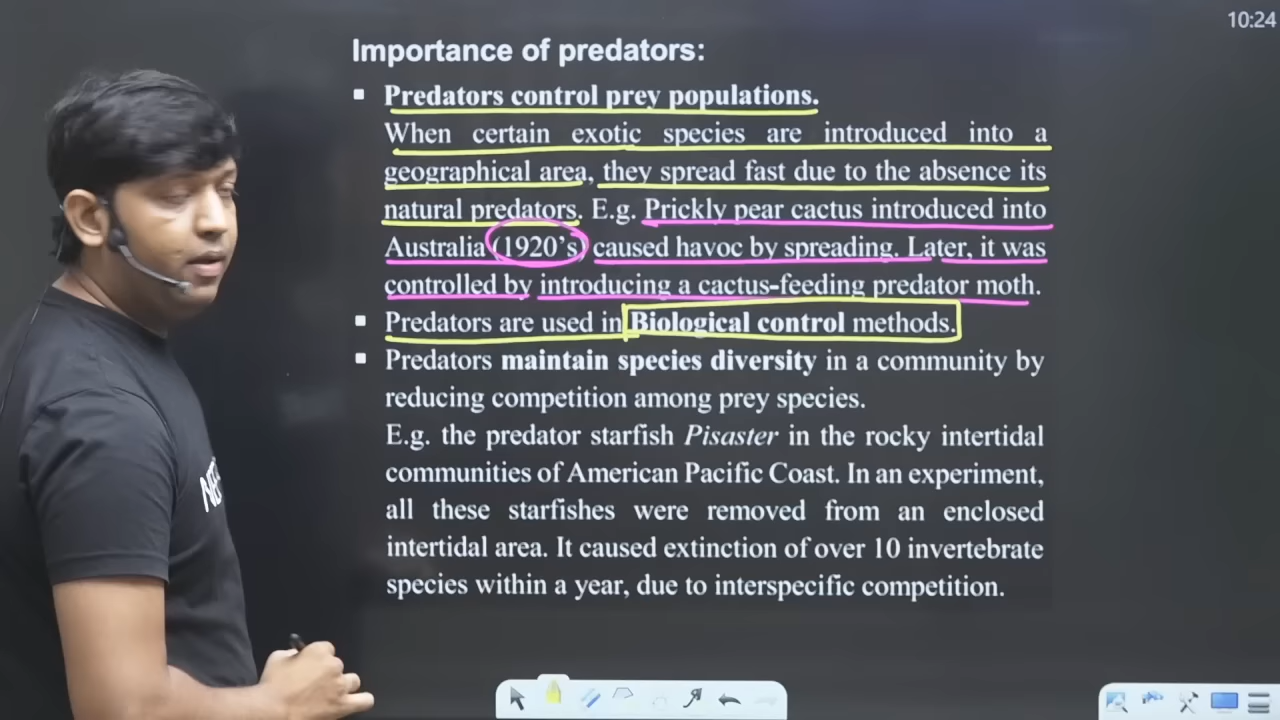 10:24
Importance of predators:
▪ Predators control prey populations.
When certain exotic species are introduced into a
geographical area, they spread fast due to the absence its
natural predators. E.g. Prickly pear cactus introduced into
Australia (1920's) caused havoc by spreading. Later, it was
controlled by introducing a cactus-feeding predator moth.
▪ Predators are used in Biological control methods.
▪ Predators maintain species diversity in a community by
reducing competition among prey species.
E.g. the predator starfish Pisaster in the rocky intertidal
communities of American Pacific Coast. In an experiment,
all these starfishes were removed from an enclosed
intertidal area. It caused extinction of over 10 invertebrate
species within a year, due to interspecific competition.